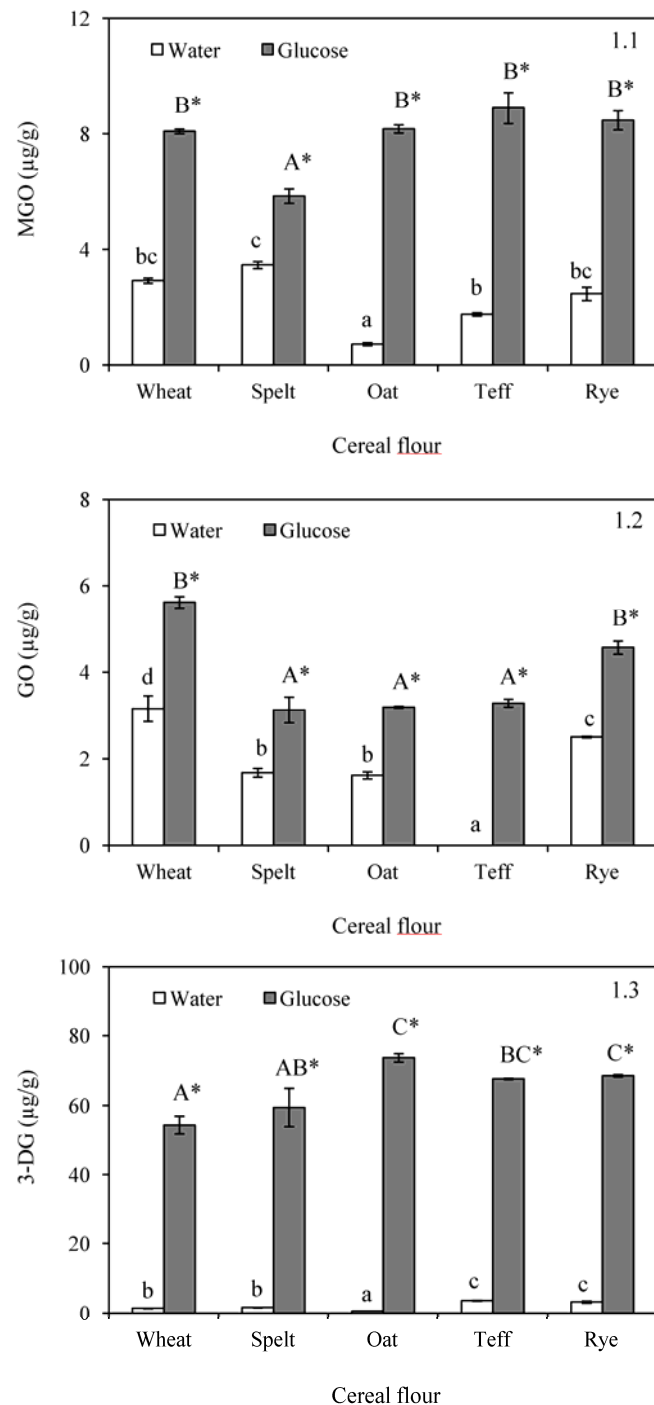 12
1.1
Water Glucose
B*
B*
B*
B*
A*
8
MGO (µg/g)
c
bc
bc
4
b
a
0
Wheat Spelt Oat Teff Rye
Cereal flour
8
1.2
Water Glucose
B*
6
B*
A*
A*
A*
d
GO (µg/g)
4
c
b
b
2
a
0
Wheat Spelt Oat Teff Rye
Cereal flour
100
1.3
Water Glucose
C*
80
BC*
C*
AB*
A*
3-DG (µg/g)
60
40
20
b
b
a
c
c
0
Wheat Spelt Oat Teff Rye
Cereal flour